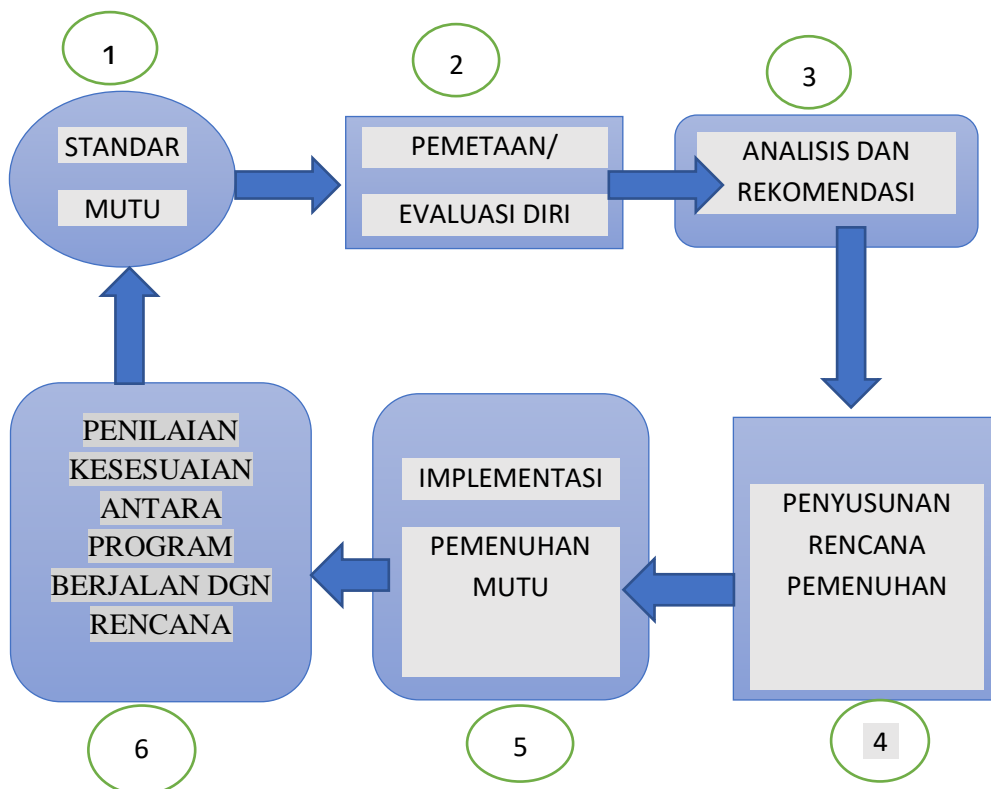 1
STANDAR
MUTU
2
PEMETAAN/
EVALUASI DIRI
3
ANALISIS DAN
REKOMENDASI
4
PENYUSUNAN
RENCANA
PEMENUHAN
5
IMPLEMENTASI
PEMENUHAN
MUTU
6
PENILAIAN
KESESUAIAN
ANTARA
PROGRAM
BERJALAN DGN
RENCANA